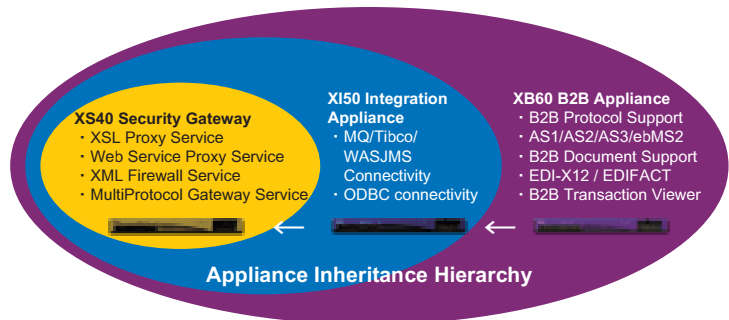 XS40 Security Gateway
· XSL Proxy Service
· Web Service Proxy Service
· XML Firewall Service
· MultiProtocol Gateway Service
XI50 Integration
Appliance
· MQ/Tibco/
WASJMS
Connectivity
· ODBC connectivity
XB60 B2B Appliance
· B2B Protocol Support
· AS1/AS2/AS3/ebMS2
· B2B Document Support
· EDI-X12 / EDIFACT
· B2B Transaction Viewer
Appliance Inheritance Hierarchy